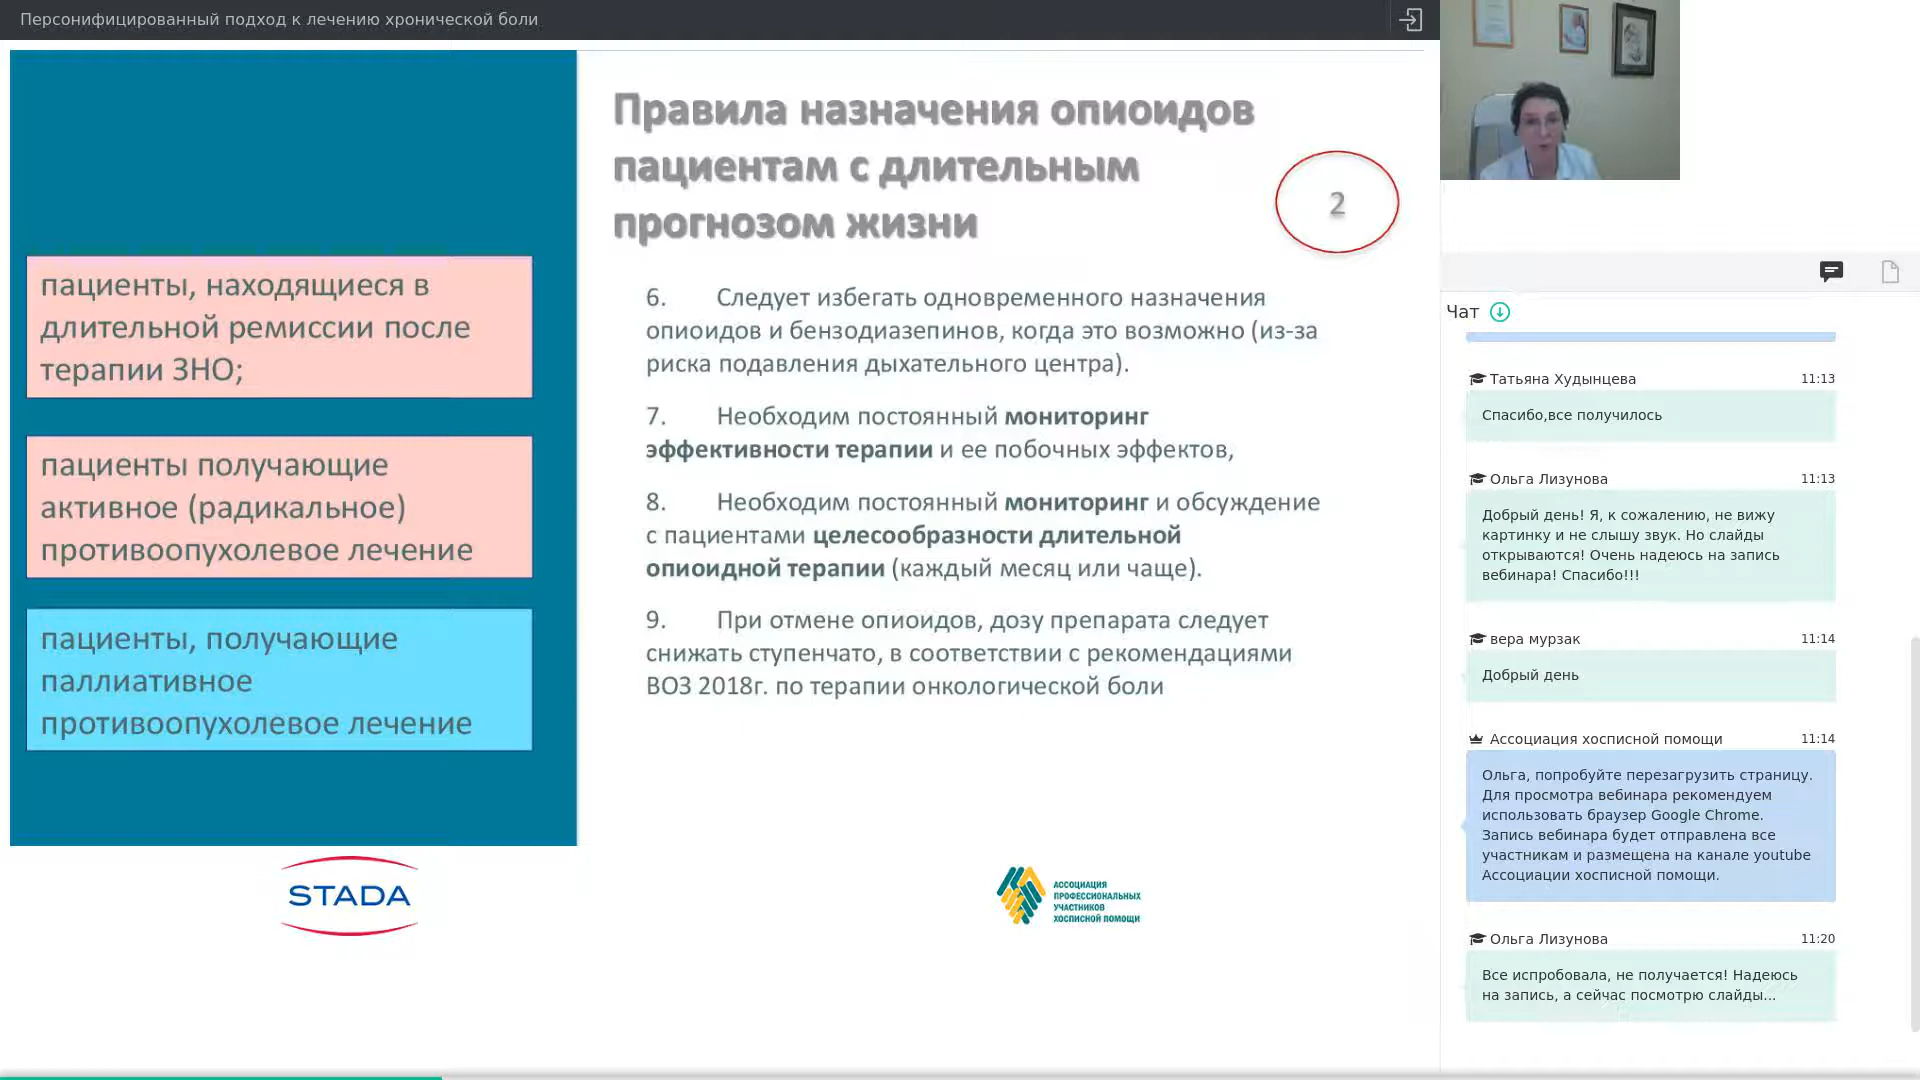 Персонифицированный подход к лечению хронической боли
Правила назначения опиоидов
пациентам с длительным
прогнозом жизни
2
пациенты, находящиеся в
длительной ремиссии после
терапии ЗНО;
пациенты получающие
активное (радикальное)
противоопухолевое лечение
пациенты, получающие
паллиативное
противоопухолевое лечение
6. Следует избегать одновременного назначения
опиоидов и бензодиазепинов, когда это возможно (из-за
риска подавления дыхательного центра).
7. Необходим постоянный мониторинг
эффективности терапии и ее побочных эффектов,
8. Необходим постоянный мониторинг и обсуждение
с пациентами целесообразности длительной
опиоидной терапии (каждый месяц или чаще).
9. При отмене опиоидов, дозу препарата следует
снижать ступенчато, в соответствии с рекомендациями
ВОЗ 2018г. по терапии онкологической боли
STADA
АССОЦИАЦИЯ
ПРОФЕССИОНАЛЬНЫХ
УЧАСТНИКОВ
ХОСПИСНОЙ ПОМОЩИ
Чат
Татьяна Худынцева 11:13
Спасибо,все получилось
Ольга Лизунова 11:13
Добрый день! Я, к сожалению, не вижу
картинку и не слышу звук. Но слайды
открываются! Очень надеюсь на запись
вебинара! Спасибо!!!
вера мурзак 11:14
Добрый день
Ассоциация хосписной помощи 11:14
Ольга, попробуйте перезагрузить страницу.
Для просмотра вебинара рекомендуем
использовать браузер Google Chrome.
Запись вебинара будет отправлена все
участникам и размещена на канале youtube
Ассоциации хосписной помощи.
Ольга Лизунова 11:20
Все испробовала, не получается! Надеюсь
на запись, а сейчас посмотрю слайды...